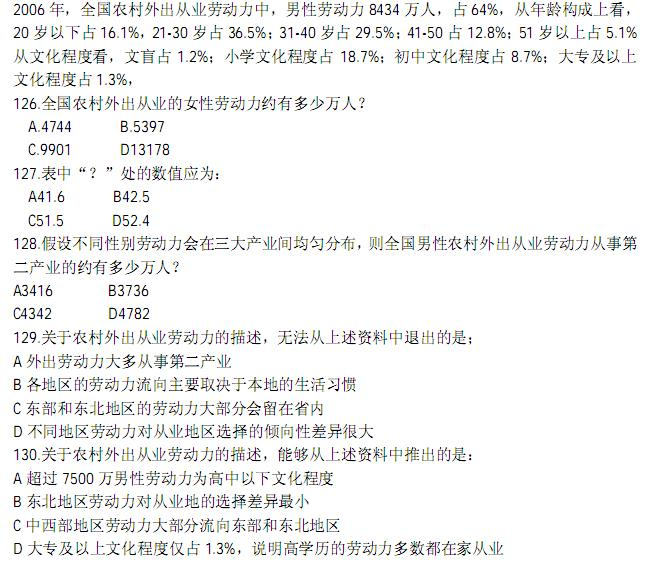 2006 年，全国农村外出从业劳动力中，男性劳动力 8434 万人，占 64%，从年龄构成上看，
20 岁以下占 16.1%，21-30 岁占 36.5%；31-40 岁占 29.5%；41-50 占 12.8%；51 岁以上占 5.1%
从文化程度看，文盲占 1.2%；小学文化程度占 18.7%；初中文化程度占 8.7%；大专及以上
文化程度占 1.3%，
126.全国农村外出从业的女性劳动力约有多少万人？
A.4744 B.5397
C.9901 D13178
127.表中“？”处的数值应为：
A41.6 B42.5
C51.5 D52.4
128.假设不同性别劳动力会在三大产业间均匀分布，则全国男性农村外出从业劳动力从事第
二产业的约有多少万人？
A3416 B3736
C4342 D4782
129.关于农村外出从业劳动力的描述，无法从上述资料中退出的是；
A 外出劳动力大多从事第二产业
B 各地区的劳动力流向主要取决于本地的生活习惯
C 东部和东北地区的劳动力大部分会留在省内
D 不同地区劳动力对从业地区选择的倾向性差异很大
130.关于农村外出从业劳动力的描述，能够从上述资料中推出的是：
A 超过 7500 万男性劳动力为高中以下文化程度
B 东北地区劳动力对从业地的选择差异最小
C 中西部地区劳动力大部分流向东部和东北地区
D 大专及以上文化程度仅占 1.3%，说明高学历的劳动力多数都在家从业